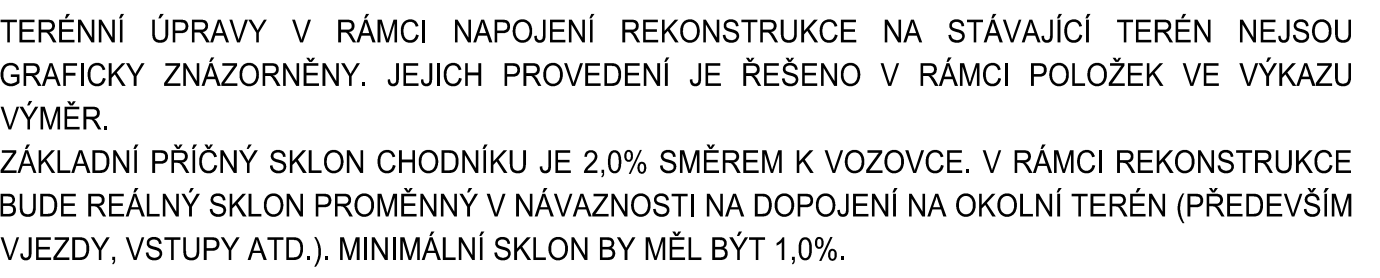 TERÉNNÍ ÚPRAVY V RÁMCI NAPOJENÍ REKONSTRUKCE NA STÁVAJÍCÍ TERÉN NEJSOU
GRAFICKY ZNÁZORNĚNY. JEJICH PROVEDENÍ JE ŘEŠENO V RÁMCI POLOŽEK VE VÝKAZU
VÝMĚR.
ZÁKLADNÍ PŘÍČNÝ SKLON CHODNÍKU JE 2,0% SMĚREM K VOZOVCE. V RÁMCI REKONSTRUKCE
BUDE REÁLNÝ SKLON PROMĚNNÝ V NÁVAZNOSTI NA DOPOJENÍ NA OKOLNÍ TERÉN (PŘEDEVŠÍM
VJEZDY, VSTUPY ATD.). MINIMÁLNÍ SKLON BY MĚL BÝT 1,0%.